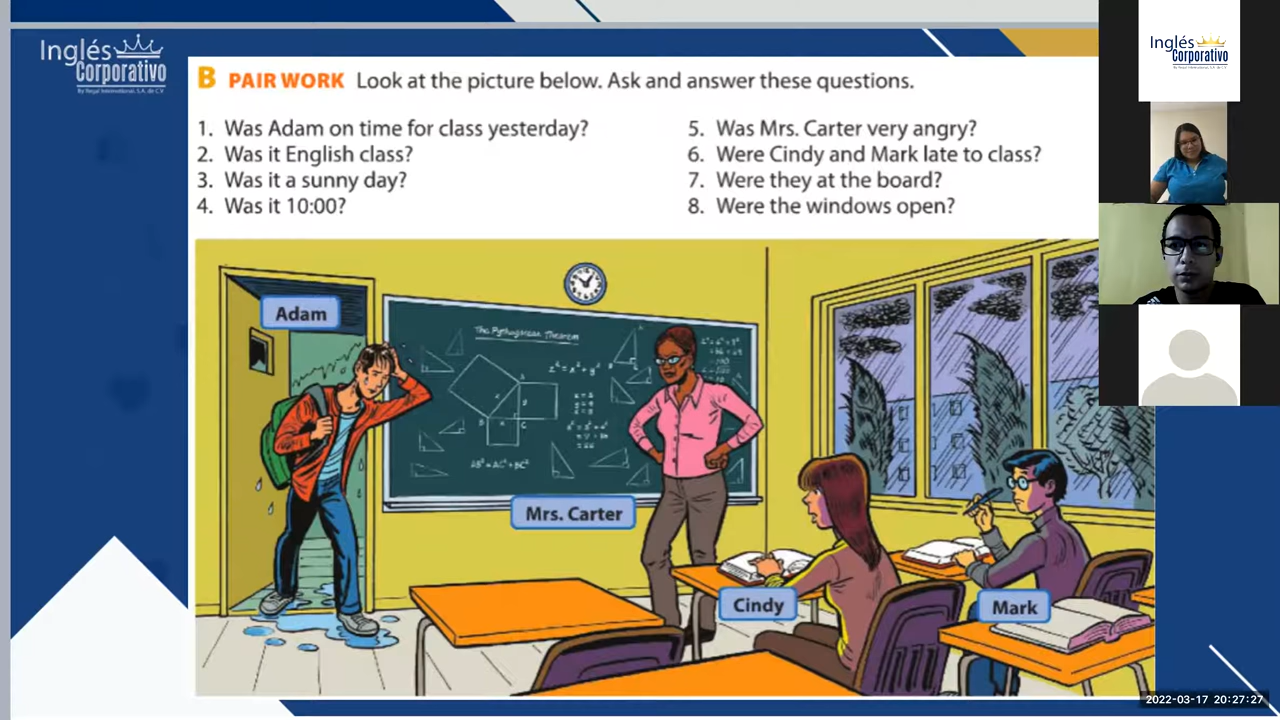 Inglés
Corporativo
By Regal International, S.A. de C.V.
B PAIR WORK Look at the picture below. Ask and answer these questions.
1. Was Adam on time for class yesterday?
2. Was it English class?
3. Was it a sunny day?
4. Was it 10:00?
5. Was Mrs. Carter very angry?
6. Were Cindy and Mark late to class?
7. Were they at the board?
8. Were the windows open?
Adam
The Pythagorean Theorem
Mrs. Carter
Cindy
Mark
Inglés
Corporativo
2022-03-17 20:27:27